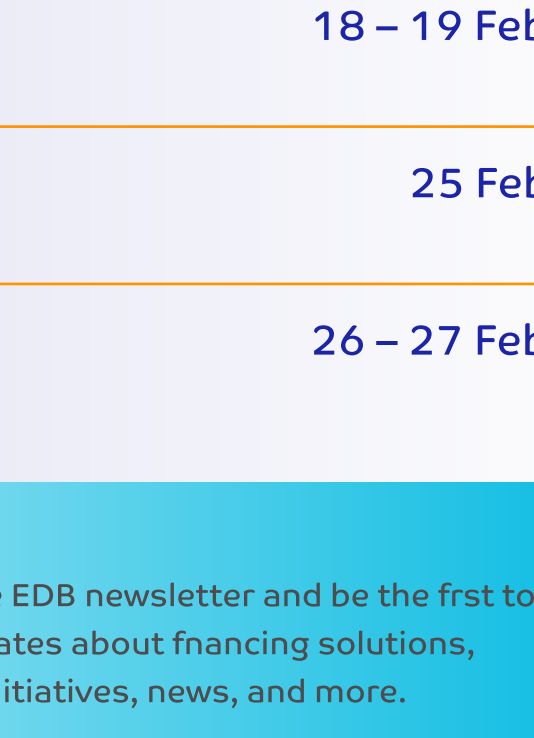 18 – 19 Feb
25 Feb
26 – 27 Feb
EDB newsletter and be the frst to
ates about fnancing solutions,
itiatives, news, and more.